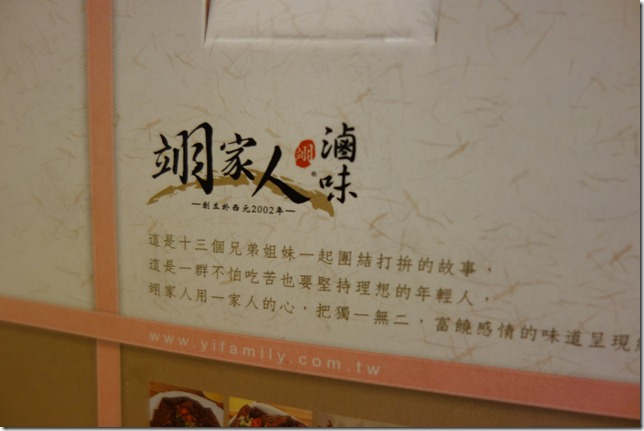 翊家人 翊 滷味
—創立於西元2002年—
這是十三個兄弟姐妹一起團結打拚的故事，
這是一群不怕吃苦也要堅持理想的年輕人，
翊家人用一家人的心，把獨一無二，富饒感情的味道呈現
www.yifamily.com.tw